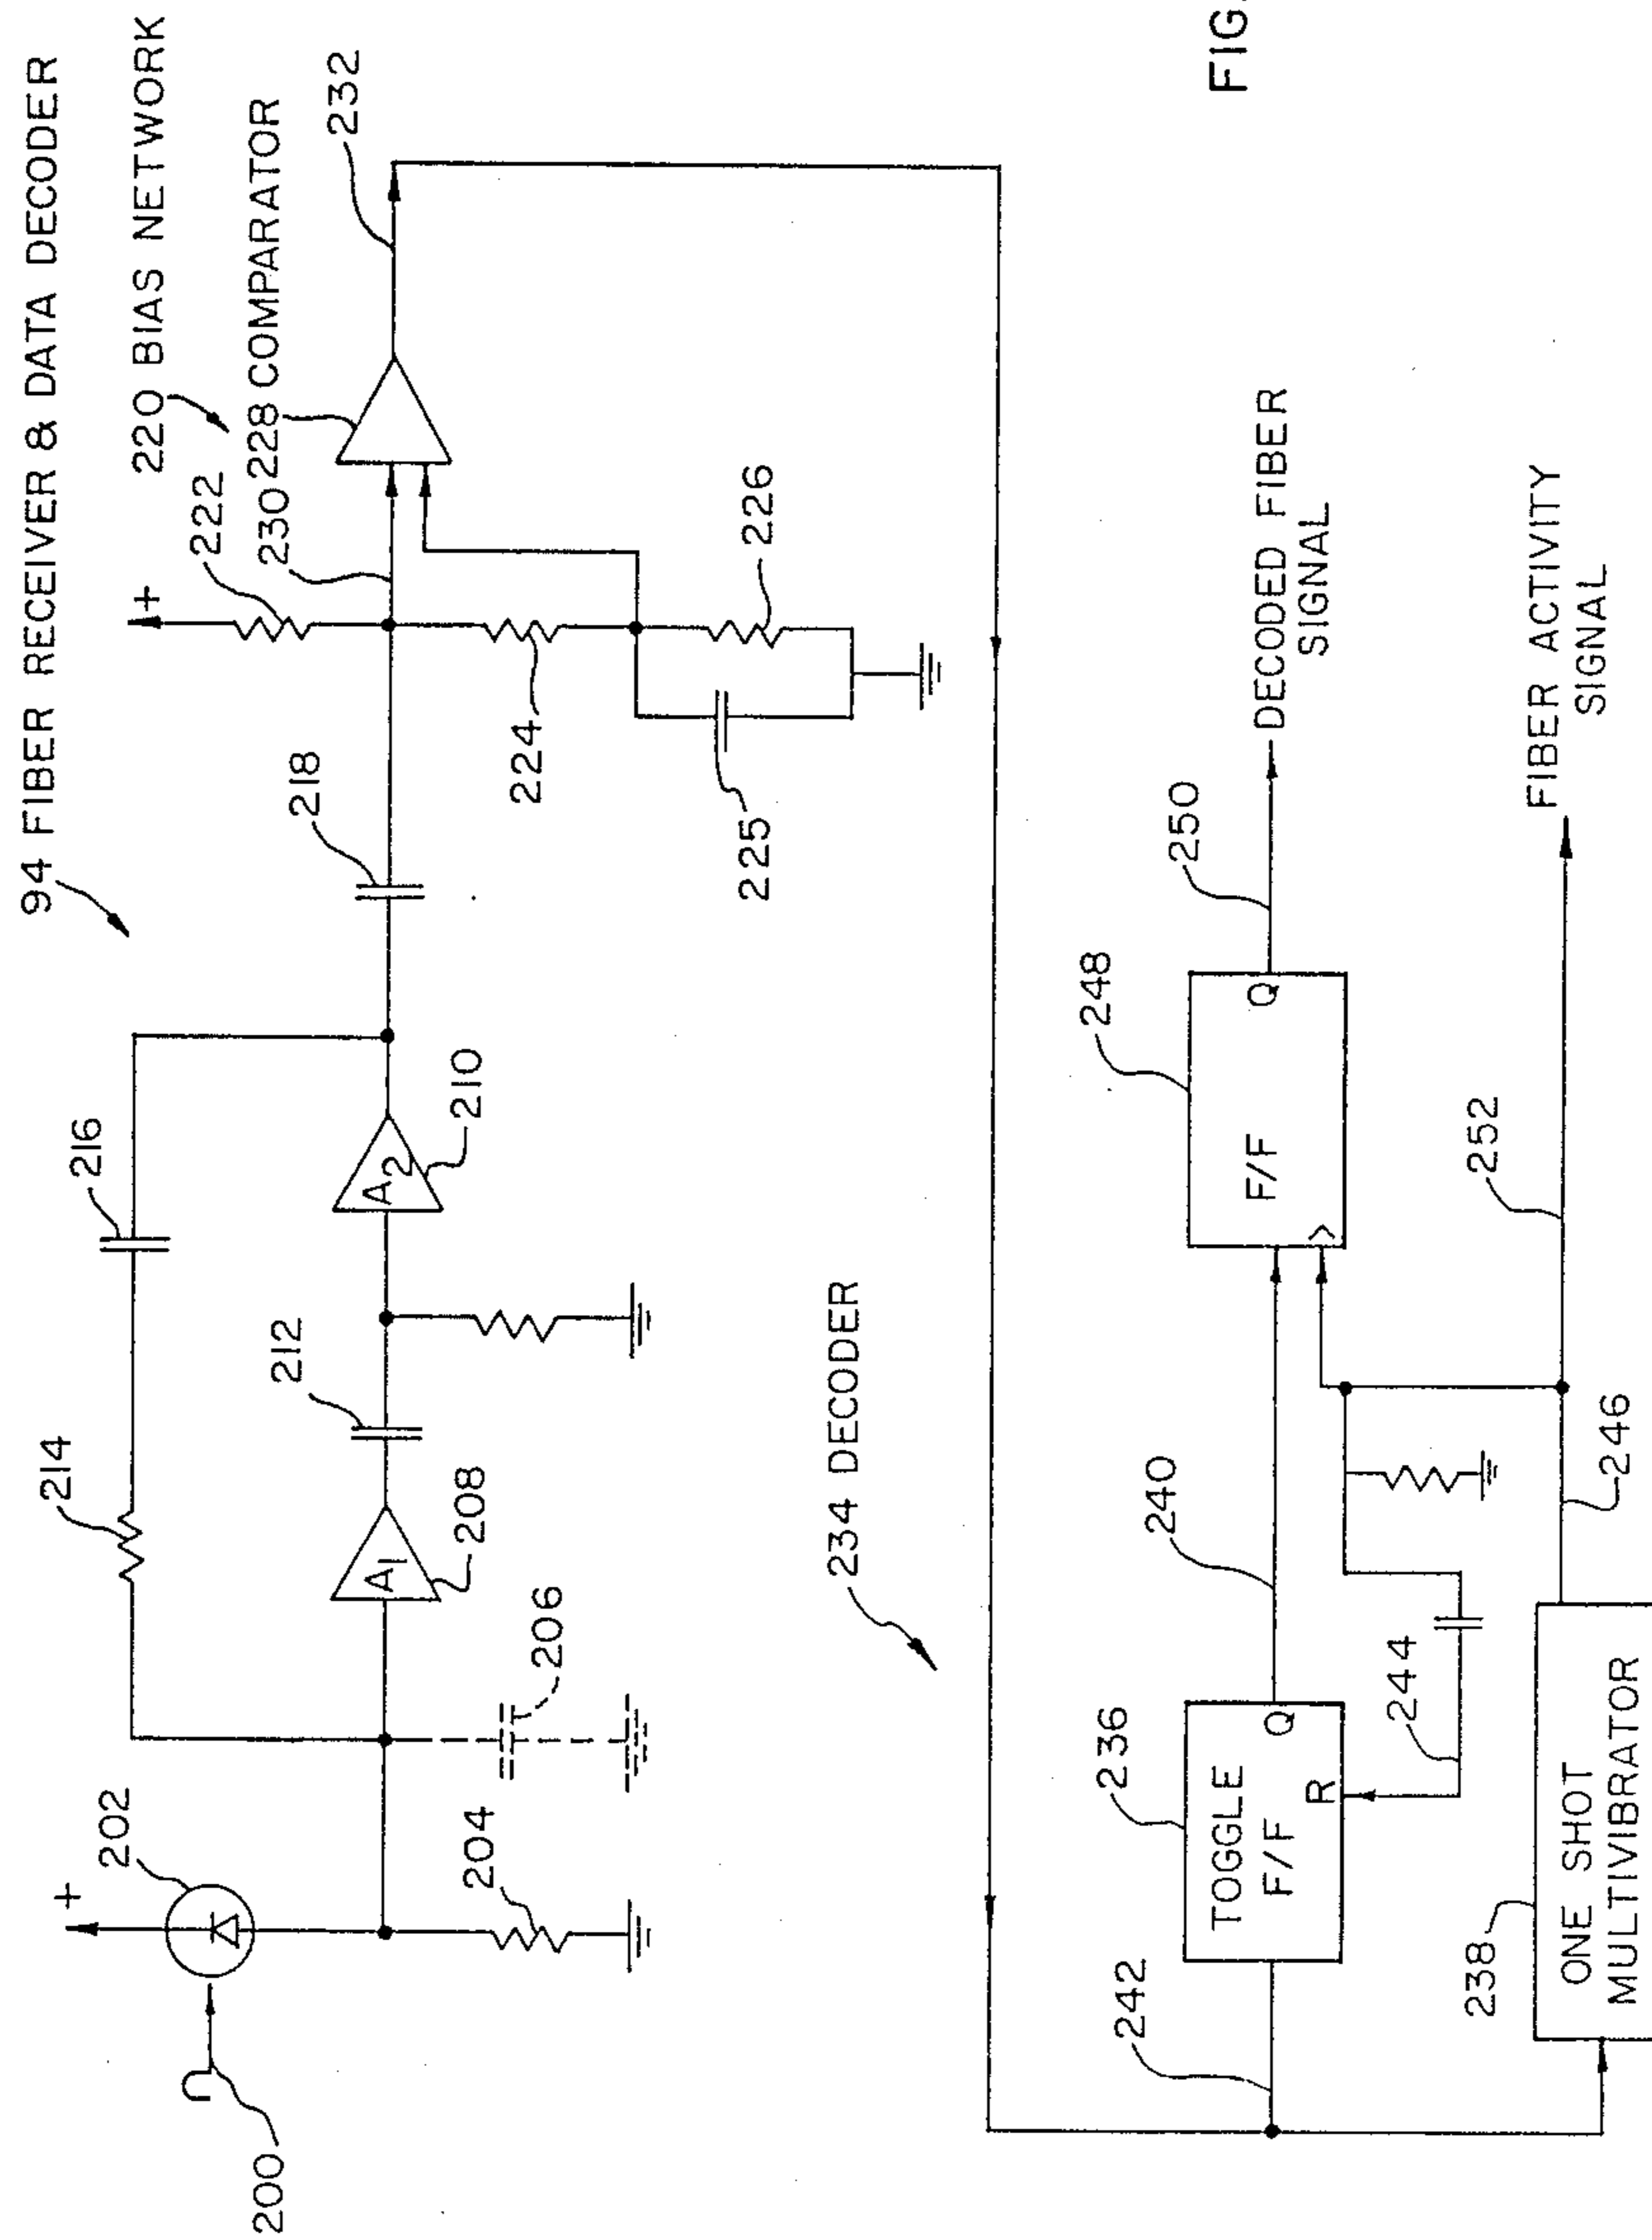 94 FIBER RECEIVER & DATA DECODER
220 BIAS NETWORK
228 COMPARATOR
232
230
222
224
225
226
218
216
214
212
210
A2
208
A1
206
204
202
200
+
+
234 DECODER
236
TOGGLE
F/F
Q
R
242
240
244
238
ONE SHOT
MULTIVIBRATOR
246
248
F/F
Q
250
DECODED FIBER
SIGNAL
252
FIBER ACTIVITY
SIGNAL
FIG.